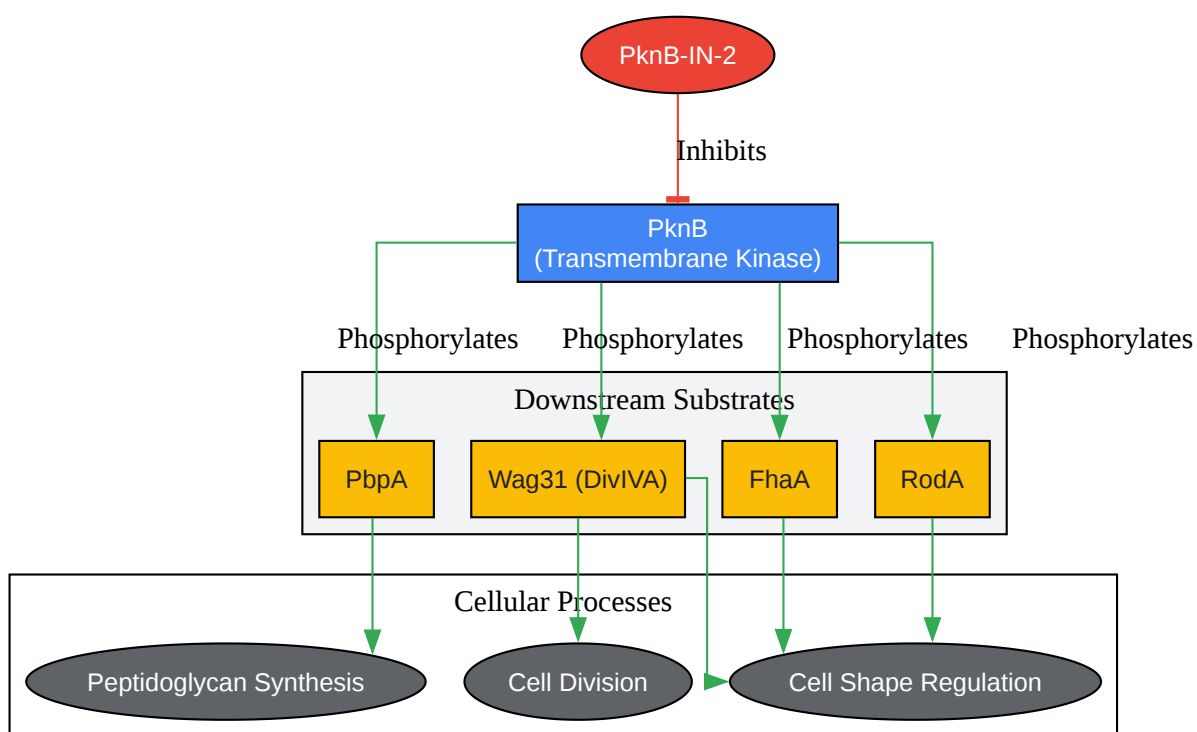 PknB-IN-2
Inhibits
PknB
(Transmembrane Kinase)
Phosphorylates
Phosphorylates
Phosphorylates
Phosphorylates
Downstream Substrates
PbpA
Wag31 (DivIVA)
FhaA
RodA
Cellular Processes
Peptidoglycan Synthesis
Cell Division
Cell Shape Regulation